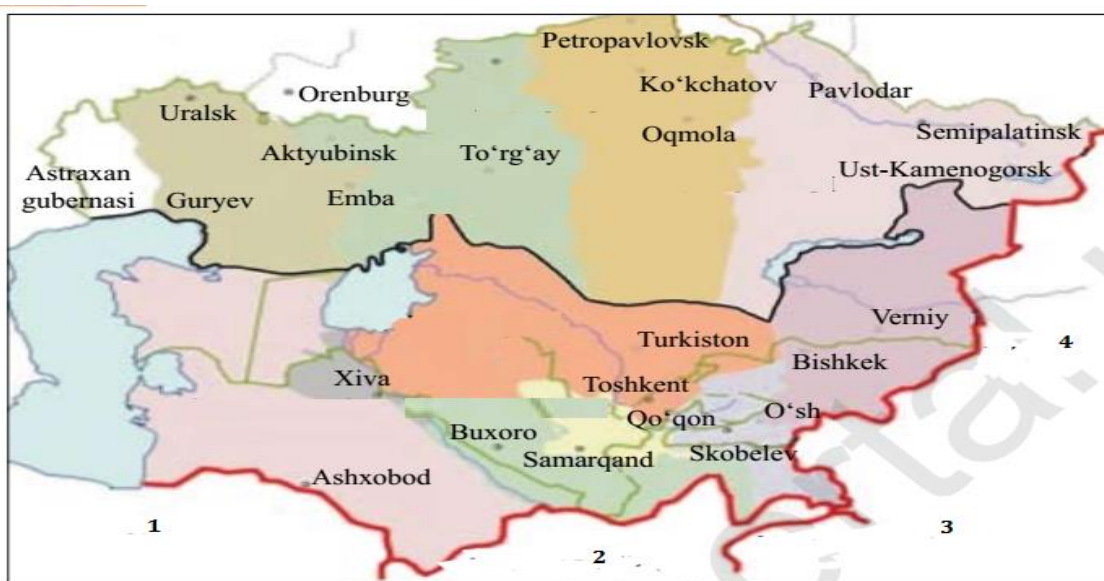 Petropavlovsk
Ko‘kchatov
Pavlodar
Orenburg
Uralsk
Oqmola
Semipalatinsk
Aktyubinsk
To‘rg‘ay
Ust-Kamenogorsk
Astraxan
gubernasi
Guryev
Emba
Verniy
Turkiston
4
Bishkek
Xiva
Toshkent
Qo‘qon
O‘sh
Buxoro
Samarqand
Skobelev
Ashxobod
1
2
3